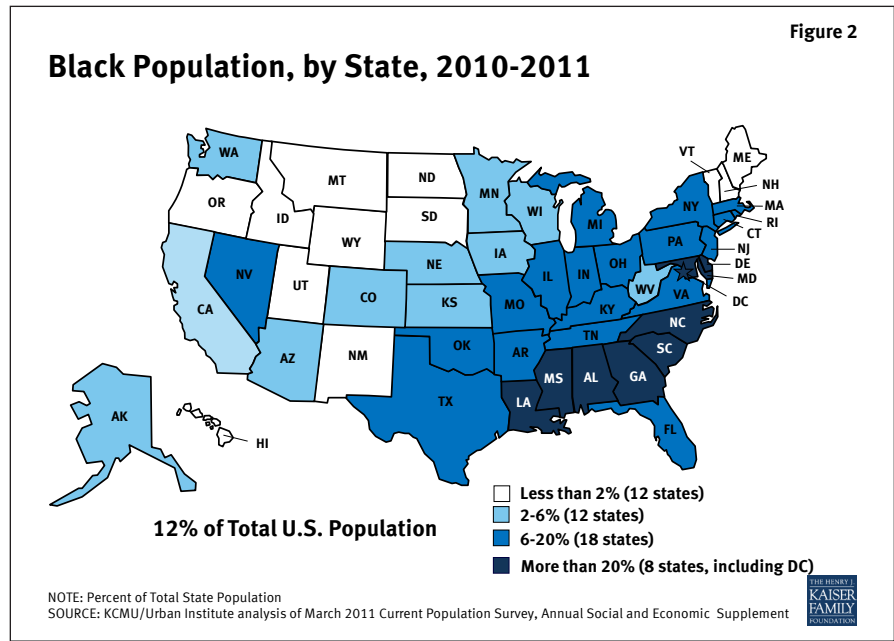 Figure 2
Black Population, by State, 2010-2011
WA
OR
CA
NV
ID
MT
WY
UT
AZ
CO
NM
ND
SD
NE
KS
OK
TX
MN
IA
MO
AR
LA
WI
IL
MI
IN
OH
KY
TN
MS
AL
GA
FL
SC
NC
VA
WV
PA
NY
VT
ME
NH
MA
RI
CT
NJ
DE
MD
DC
AK
HI
Less than 2% (12 states)
2-6% (12 states)
6-20% (18 states)
More than 20% (8 states, including DC)
12% of Total U.S. Population
NOTE: Percent of Total State Population
SOURCE: KCMU/Urban Institute analysis of March 2011 Current Population Survey, Annual Social and Economic Supplement
THE HENRY J.
KAISER
FAMILY
FOUNDATION